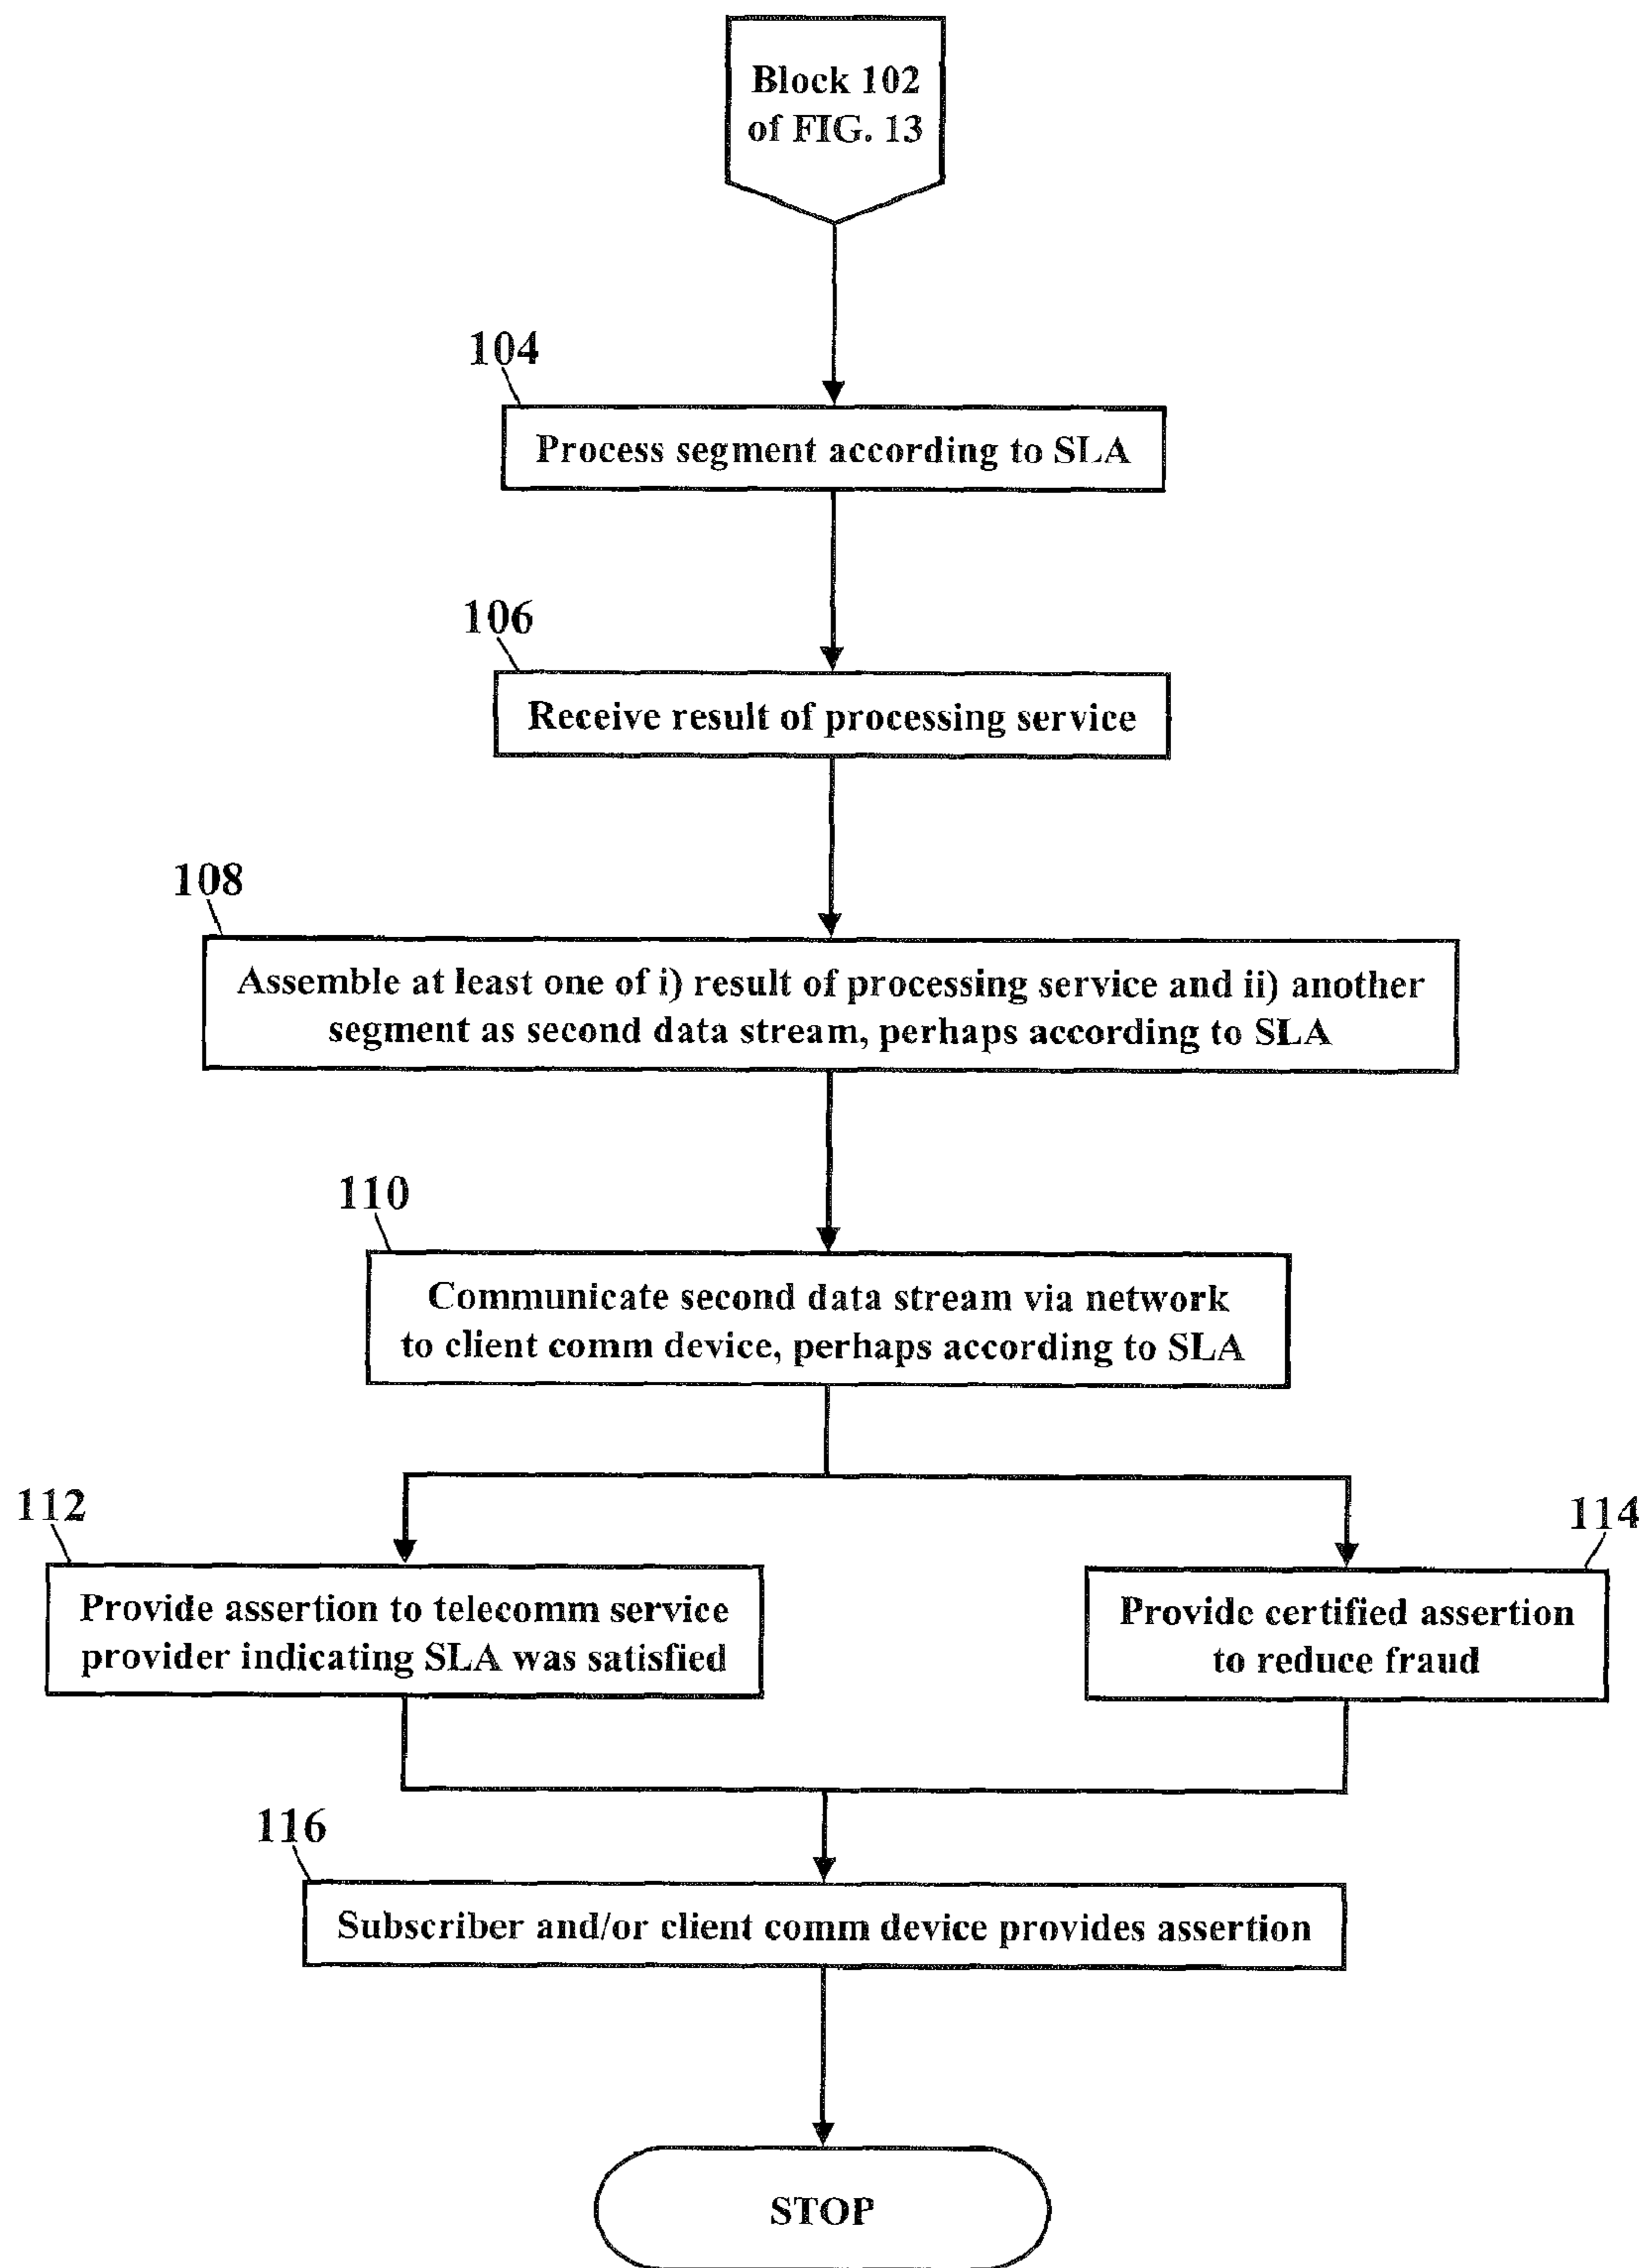 Block 102
of FIG. 13
104
Process segment according to SLA
106
Receive result of processing service
108
Assemble at least one of i) result of processing service and ii) another
segment as second data stream, perhaps according to SLA
110
Communicate second data stream via network
to client comm device, perhaps according to SLA
112
Provide assertion to telecomm service
provider indicating SLA was satisfied
114
Provide certified assertion
to reduce fraud
116
Subscriber and/or client comm device provides assertion
STOP